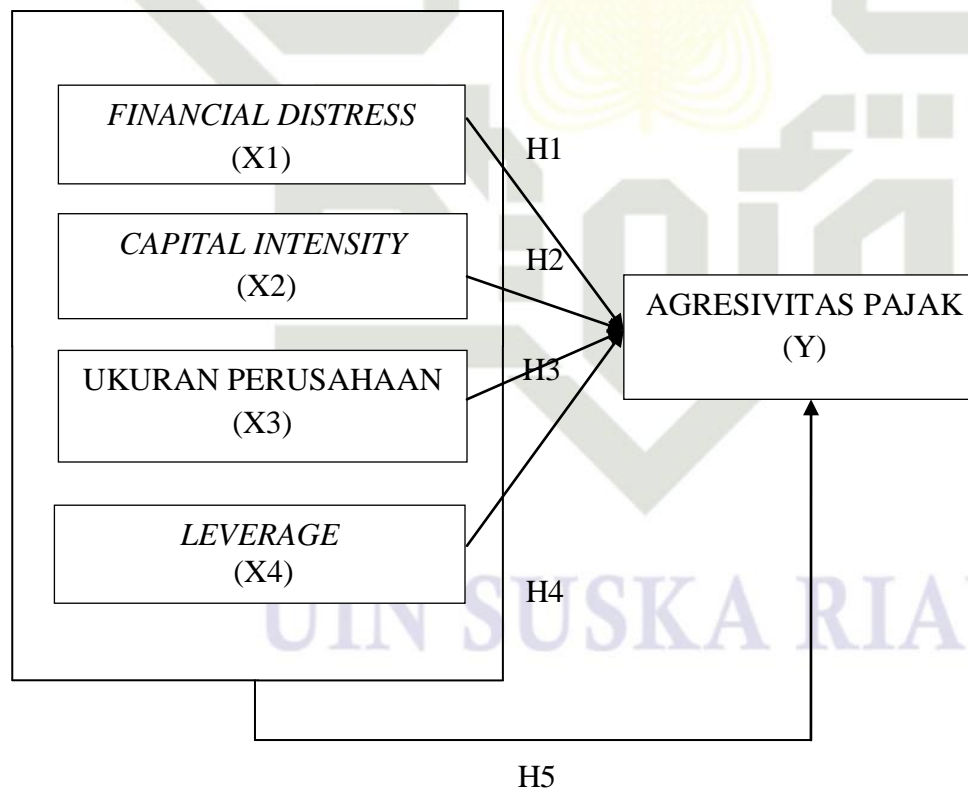 FINANCIAL DISTRESS
(X1)
H1
CAPITAL INTENSITY
(X2)
H2
AGRESIVITAS PAJAK
(Y)
UKURAN PERUSAHAAN
(X3)
H3
LEVERAGE
(X4)
H4
UIN SUSKA RIA
H5